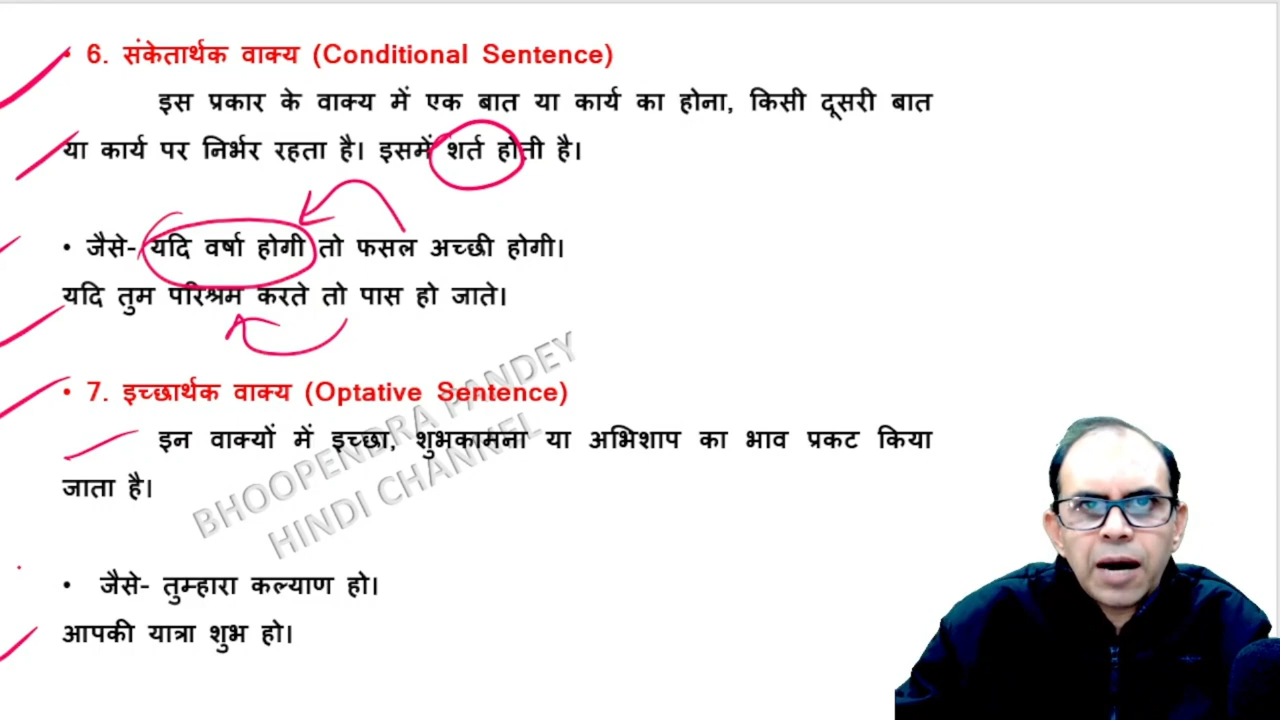 • 6. संकेतार्थक वाक्य (Conditional Sentence)
इस प्रकार के वाक्य में एक बात या कार्य का होना, किसी दूसरी बात
या कार्य पर निर्भर रहता है। इसमें शर्त होती है।
• जैसे- यदि वर्षा होगी तो फसल अच्छी होगी।
यदि तुम परिश्रम करते तो पास हो जाते।
• 7. इच्छार्थक वाक्य (Optative Sentence)
इन वाक्यों में इच्छा, शुभकामना या अभिशाप का भाव प्रकट किया
जाता है।
• जैसे- तुम्हारा कल्याण हो।
आपकी यात्रा शुभ हो।
BHOOPENDRA PANDEY
HINDI CHANNEL